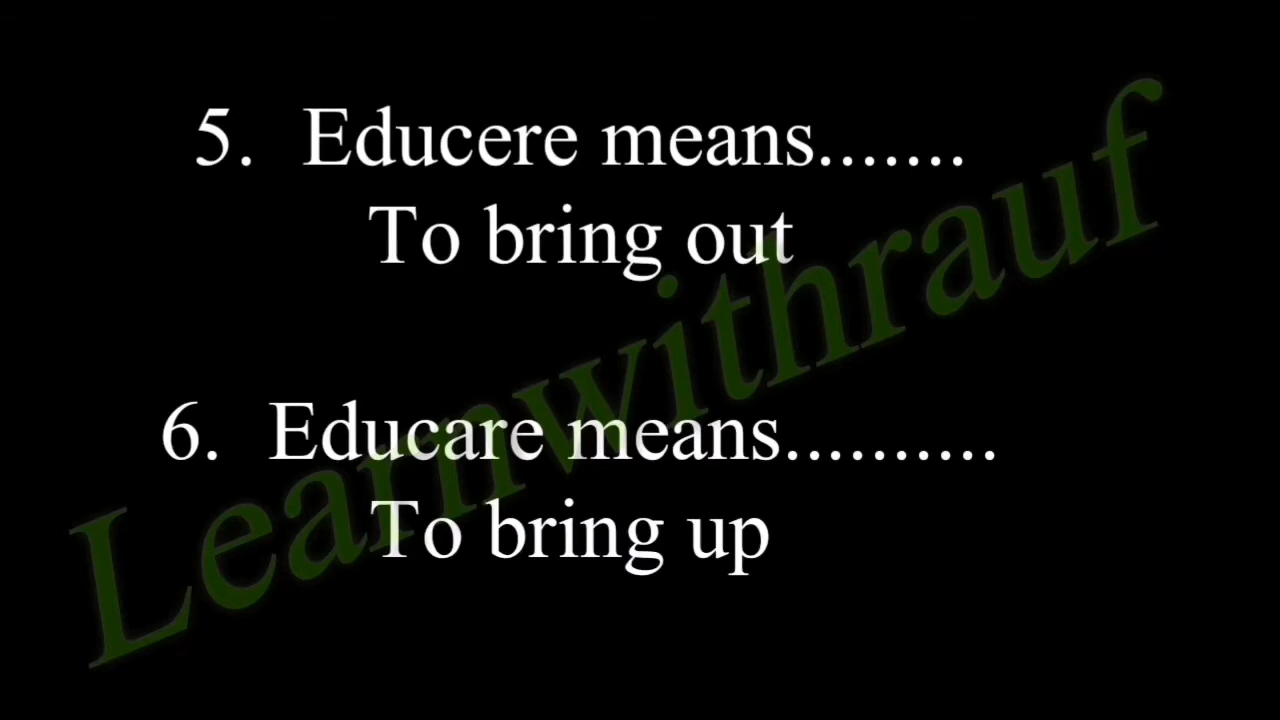 5. Educere means.......
To bring out
6. Educare means..........
To bring up
Learnwithrauf